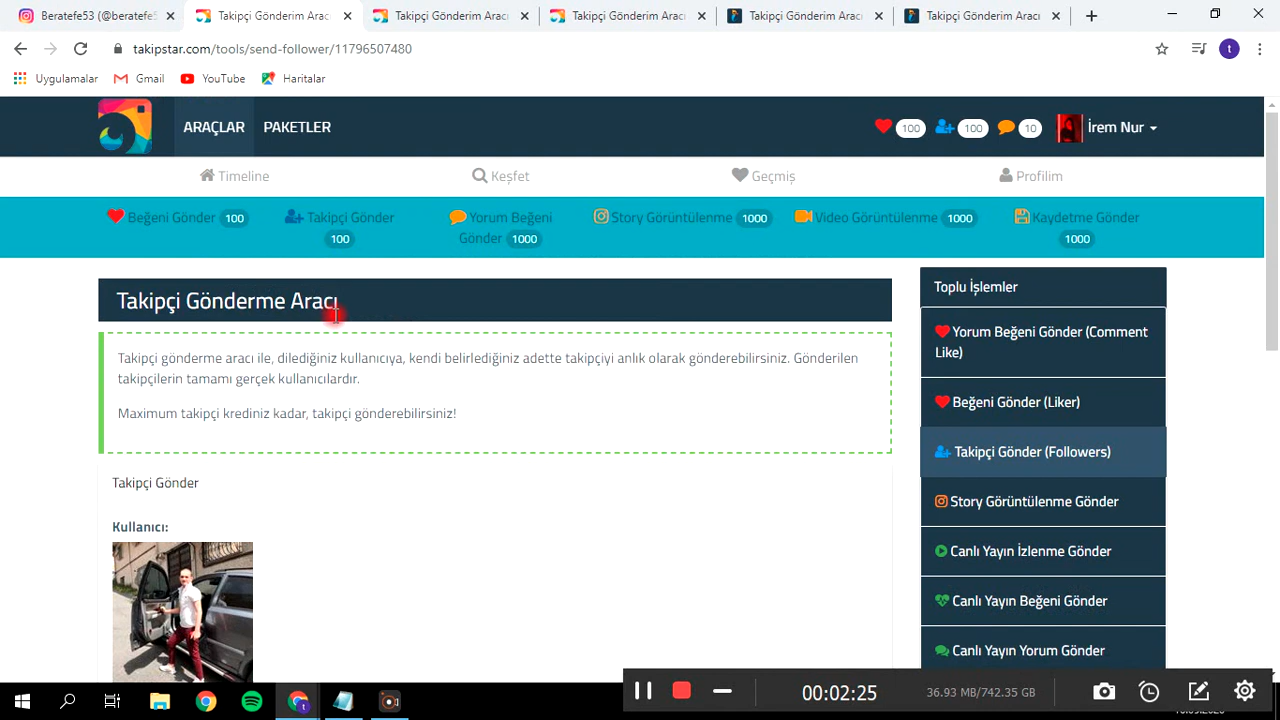 Beratefe53 (@beratefe5
Takipçi Gönderim Aracı
Takipçi Gönderim Aracı
Takipçi Gönderim Aracı
Takipçi Gönderim Aracı
Takipçi Gönderim Aracı
takipstar.com/tools/send-follower/11796507480
t
Uygulamalar
Gmail
YouTube
Haritalar
ARAÇLAR
PAKETLER
100
100
10
İrem Nur
Timeline
Keşfet
Geçmiş
Profilim
Beğeni Gönder 100
Takipçi Gönder
100
Yorum Beğeni
Gönder 1000
Story Görüntülenme 1000
Video Görüntülenme 1000
Kaydetme Gönder
1000
Takipçi Gönderme Aracı
Takipçi gönderme aracı ile, dilediğiniz kullanıcıya, kendi belirlediğiniz adette takipçiyi anlık olarak gönderebilirsiniz. Gönderilen
takipçilerin tamamı gerçek kullanıcılardır.
Maximum takipçi krediniz kadar, takipçi gönderebilirsiniz!
Takipçi Gönder
Kullanıcı:
Toplu İşlemler
Yorum Beğeni Gönder (Comment
Like)
Beğeni Gönder (Liker)
Takipçi Gönder (Followers)
Story Görüntülenme Gönder
Canlı Yayın İzlenme Gönder
Canlı Yayın Beğeni Gönder
Canlı Yayın Yorum Gönder
00:02:25
36.93 MB/742.35 GB